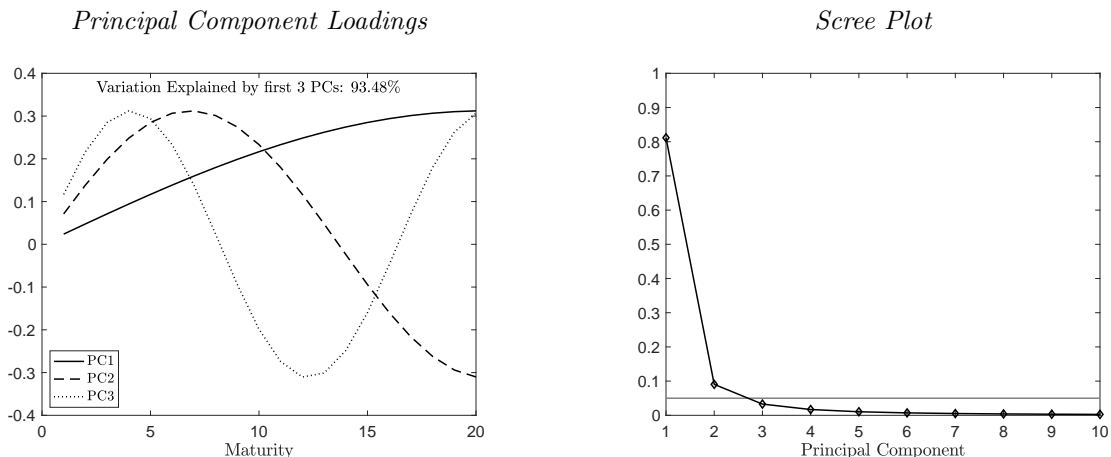 Principal Component Loadings
Variation Explained by first 3 PCs: 93.48%
0.4
0.3
0.2
0.1
0
-0.1
-0.2
-0.3
-0.4
PC1
PC2
PC3
0 5 10 15 20
Maturity
Scree Plot
1
0.9
0.8
0.7
0.6
0.5
0.4
0.3
0.2
0.1
0
1 2 3 4 5 6 7 8 9 10
Principal Component